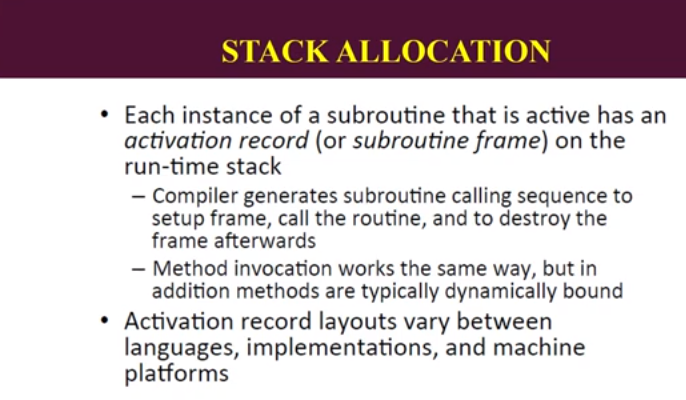 STACK ALLOCATION
• Each instance of a subroutine that is active has an
activation record (or subroutine frame) on the
run-time stack
– Compiler generates subroutine calling sequence to
setup frame, call the routine, and to destroy the
frame afterwards
– Method invocation works the same way, but in
addition methods are typically dynamically bound
• Activation record layouts vary between
languages, implementations, and machine
platforms